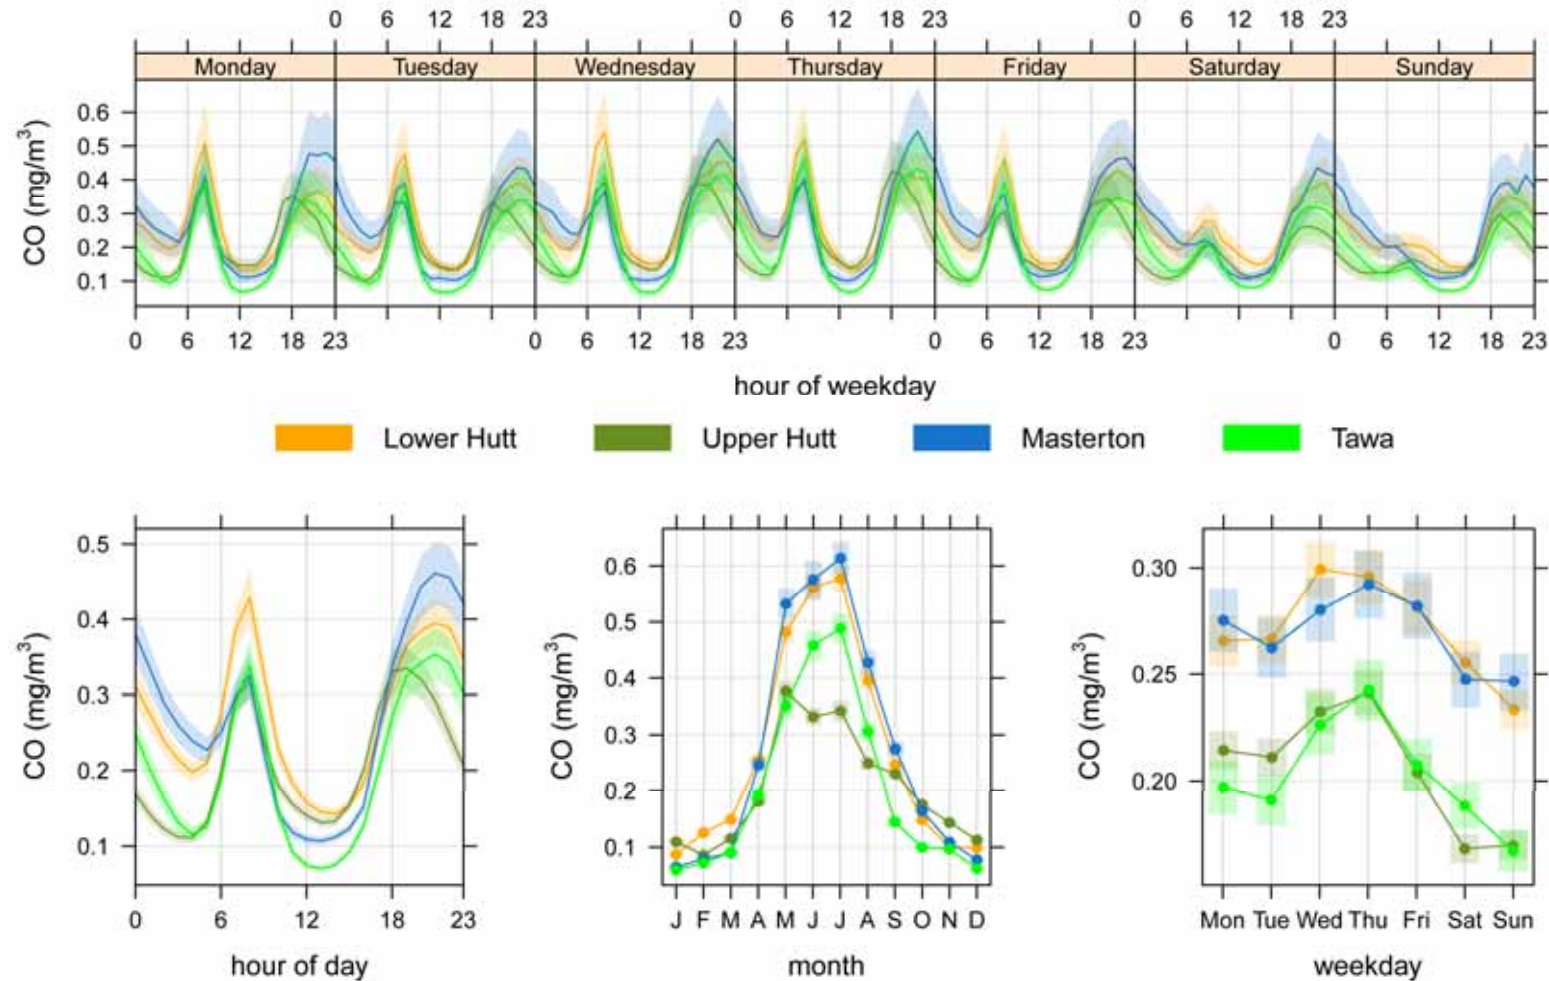 0 6 12 18 23 0 6 12 18 23 0 6 12 18 23
Monday Tuesday Wednesday Thursday Friday Saturday Sunday
CO (mg/m³)
0.6
0.5
0.4
0.3
0.2
0.1
0 6 12 18 23 0 6 12 18 23 0 6 12 18 23 0 6 12 18 23
hour of weekday
Lower Hutt Upper Hutt Masterton Tawa
CO (mg/m³)
0.5
0.4
0.3
0.2
0.1
0 6 12 18 23
hour of day
CO (mg/m³)
0.6
0.5
0.4
0.3
0.2
0.1
J F M A M J J A S O N D
month
CO (mg/m³)
0.30
0.25
0.20
Mon Tue Wed Thu Fri Sat Sun
weekday